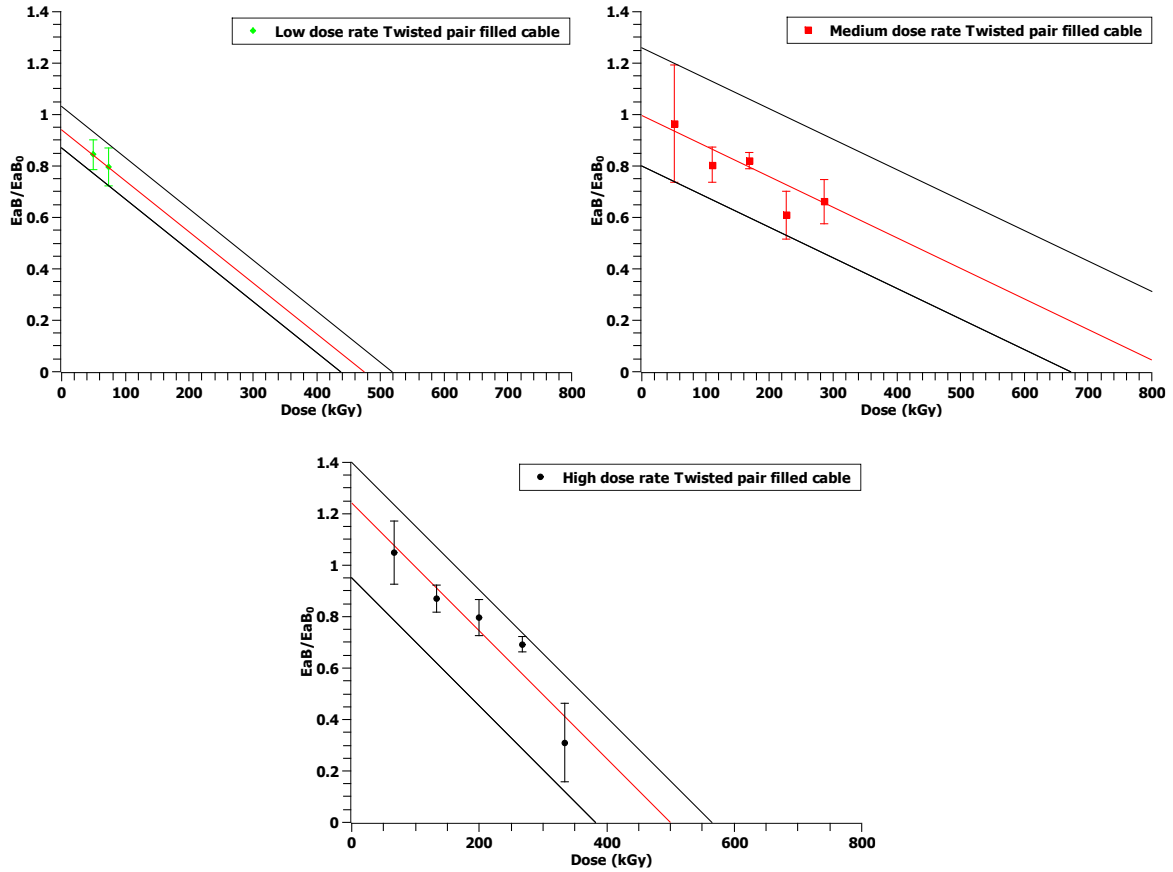 Low dose rate Twisted pair filled cable
1.4
1.2
1
0.8
0.6
0.4
0.2
0
EaB/EaB₀
0 100 200 300 400 500 600 700 800
Dose (kGy)
Medium dose rate Twisted pair filled cable
1.4
1.2
1
0.8
0.6
0.4
0.2
0
EaB/EaB₀
0 100 200 300 400 500 600 700 800
Dose (kGy)
High dose rate Twisted pair filled cable
1.4
1.2
1
0.8
0.6
0.4
0.2
0
EaB/EaB₀
0 200 400 600 800
Dose (kGy)